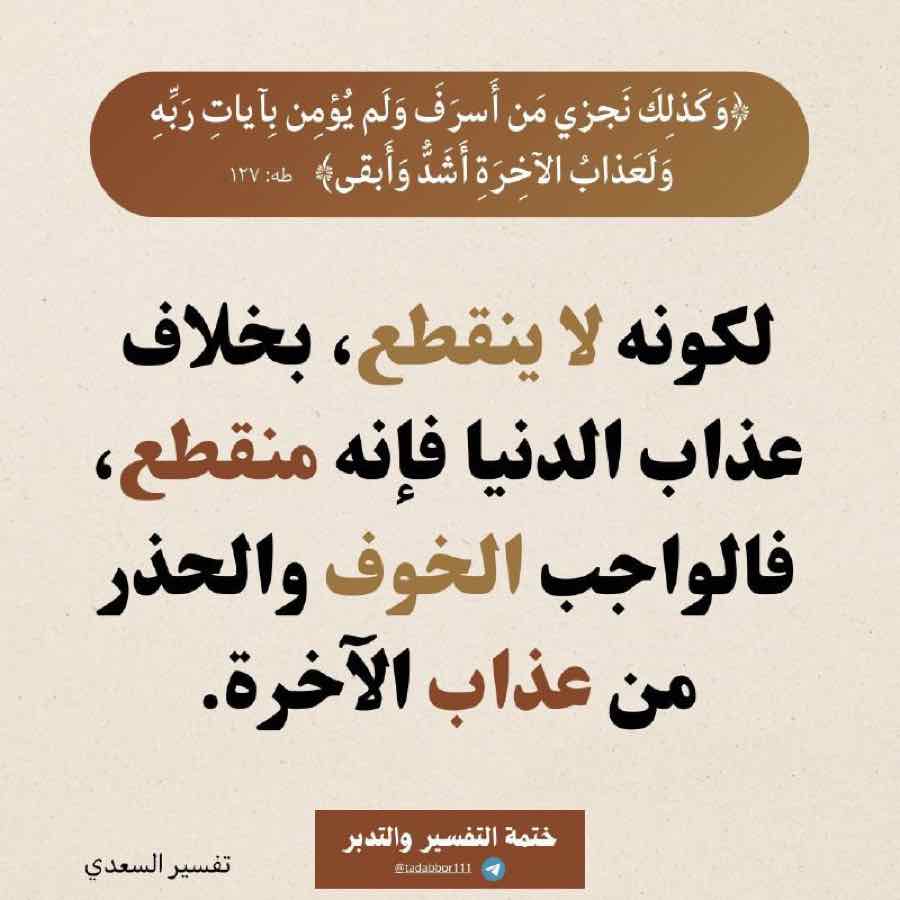 ﴿وَكَذلِكَ نَجزي مَن أَسرَفَ وَلَم يُؤمِن بِآياتِ رَبِّهِ
وَلَعَذابُ الآخِرَةِ أَشَدُّ وَأَبقى﴾ طه: ١٢٧
لكونه لا ينقطع، بخلاف
عذاب الدنيا فإنه منقطع،
فالواجب الخوف والحذر
من عذاب الآخرة.
ختمة التفسير والتدبر
@tadabbor111
تفسير السعدي